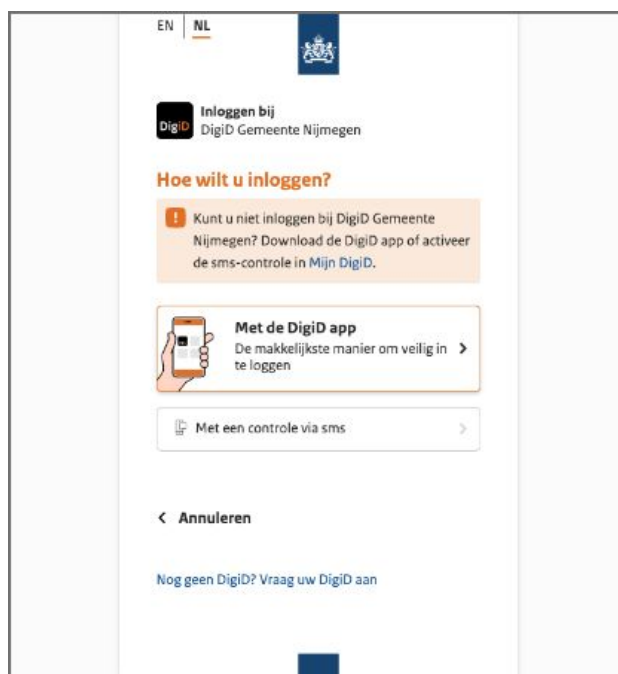 EN NL
DigiD
Inloggen bij
DigiD Gemeente Nijmegen
Hoe wilt u inloggen?
! Kunt u niet inloggen bij DigiD Gemeente
Nijmegen? Download de DigiD app of activeer
de sms-controle in Mijn DigiD.
Met de DigiD app
De makkelijkste manier om veilig in
te loggen
Met een controle via sms
Annuleren
Nog geen DigiD? Vraag uw DigiD aan